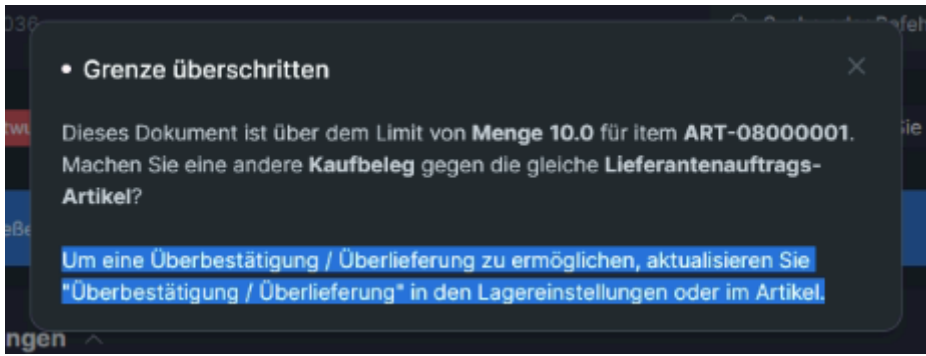 036
Grenze überschritten
Dieses Dokument ist über dem Limit von Menge 10.0 für item ART-08000001.
Machen Sie eine andere Kaufbeleg gegen die gleiche Lieferantenauftrags-
Artikel?
Um eine Überbestätigung / Überlieferung zu ermöglichen, aktualisieren Sie
"Überbestätigung / Überlieferung" in den Lagereinstellungen oder im Artikel.
ngen